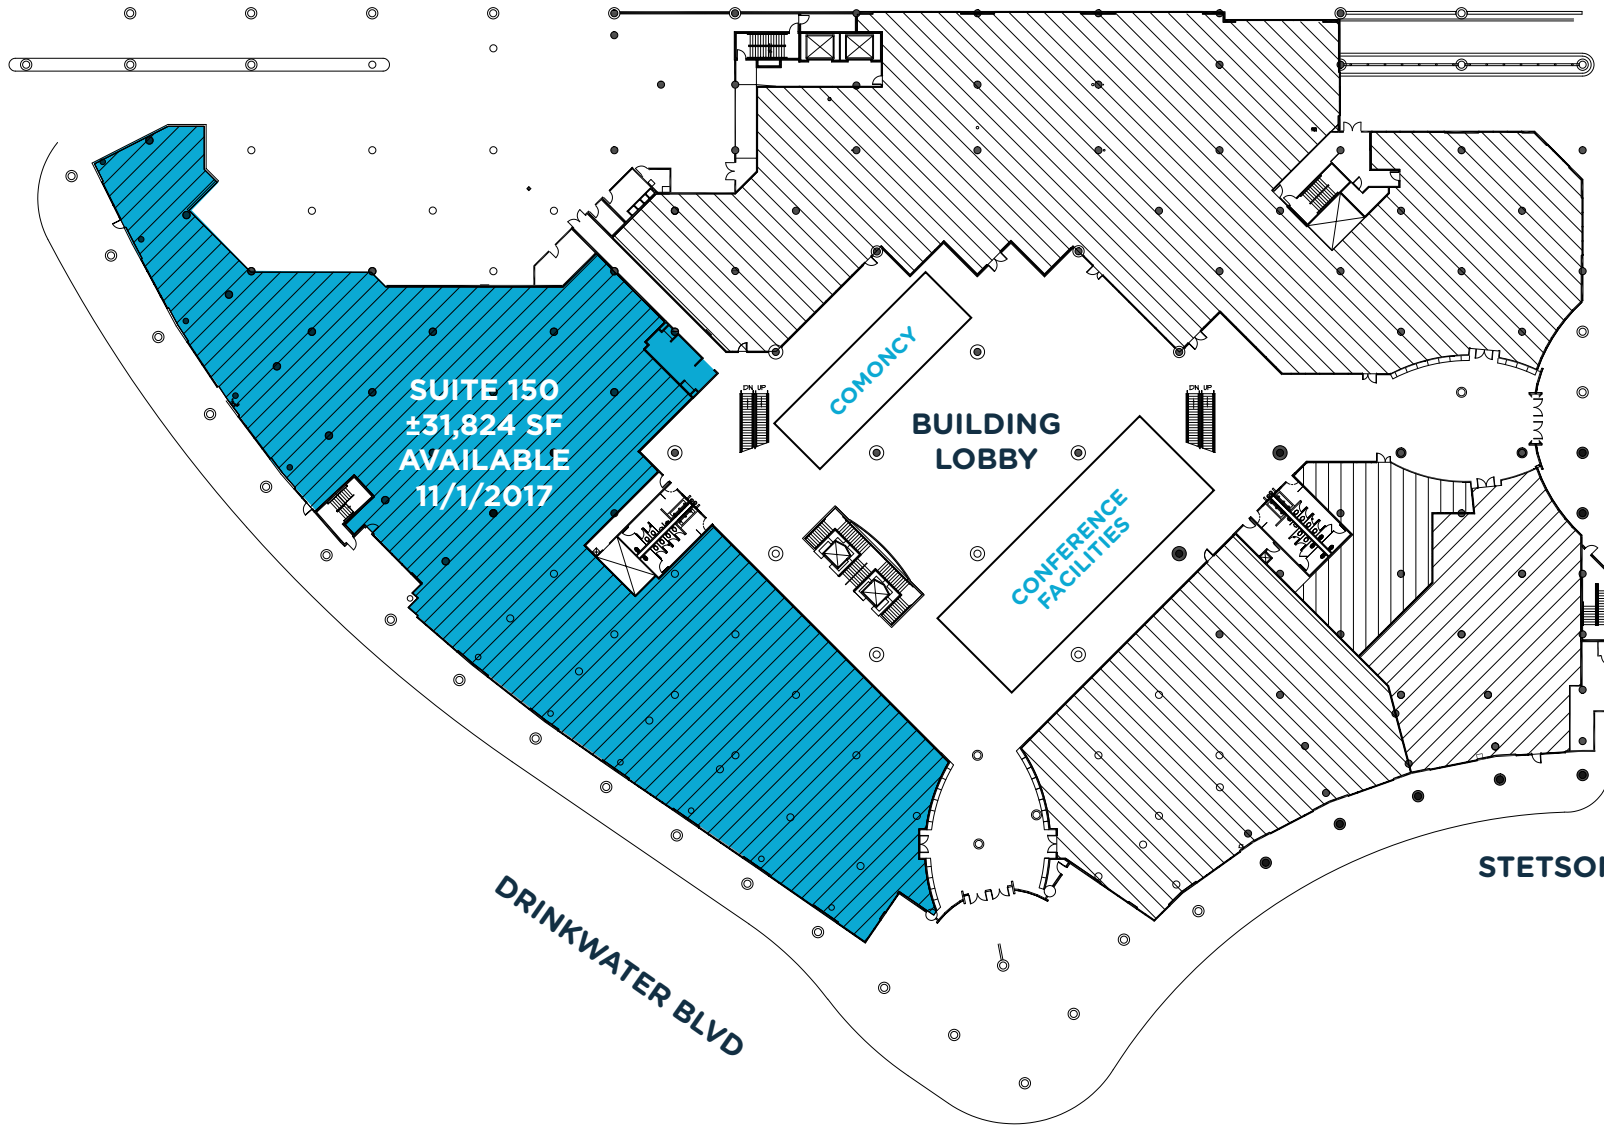 SUITE 150
±31,824 SF
AVAILABLE
11/1/2017
COMONCY
BUILDING
LOBBY
DN UP
DN UP
CONFERENCE
FACILITIES
DRINKWATER BLVD
STETSON